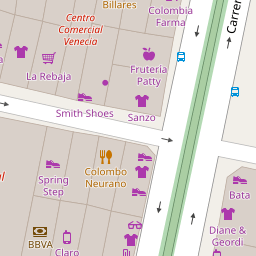 Billares
Centro
Comercial
Venecia
Colombia
Farma
Carrer
La Rebaja
Fruteria
Patty
Smith Shoes
Sanzo
Spring
Step
Colombo
Neurano
Bata
Diane &
Geordi
BBVA
Claro